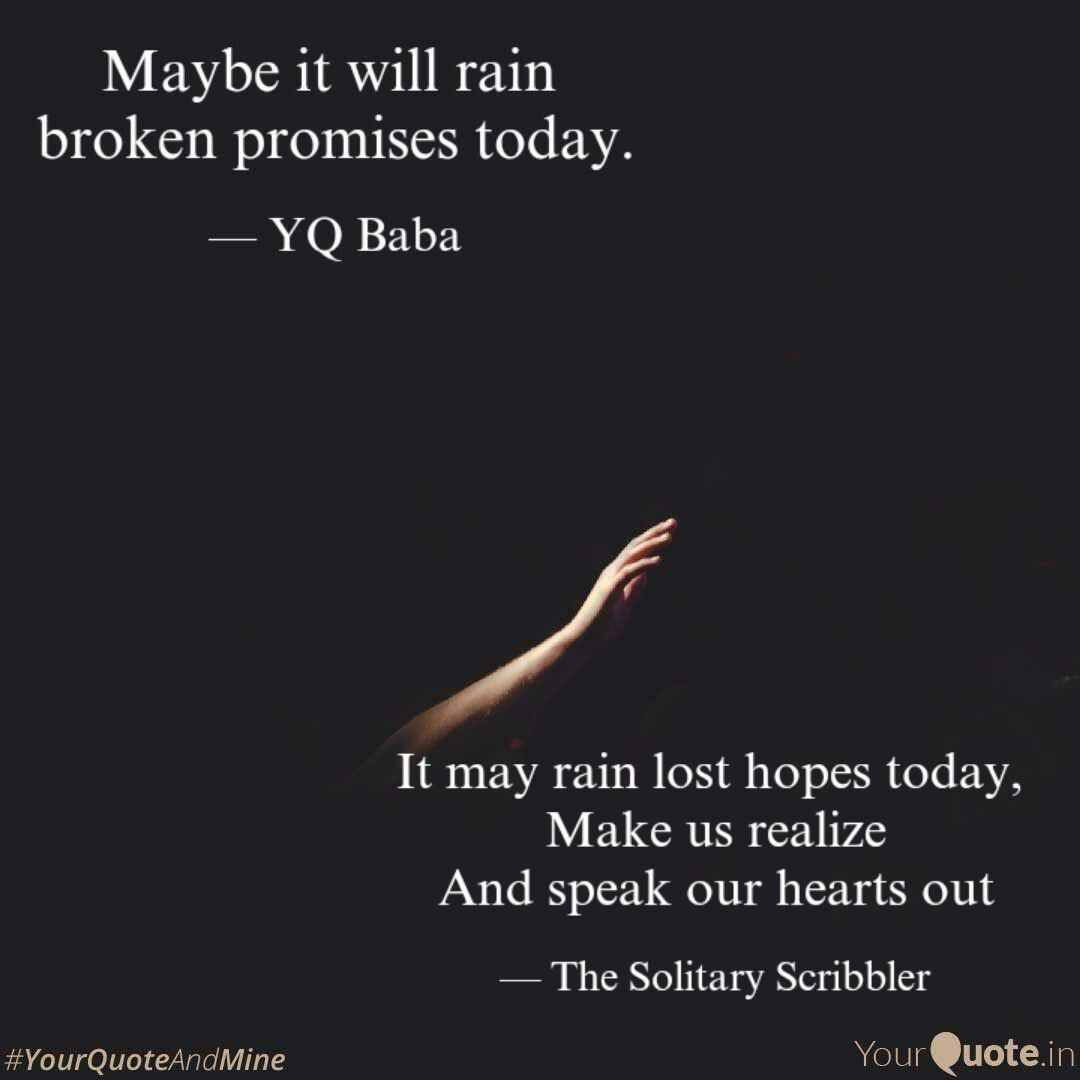 Maybe it will rain
broken promises today.
— YQ Baba
It may rain lost hopes today,
Make us realize
And speak our hearts out
— The Solitary Scribbler
#YourQuoteAndMine
YourQuote.in